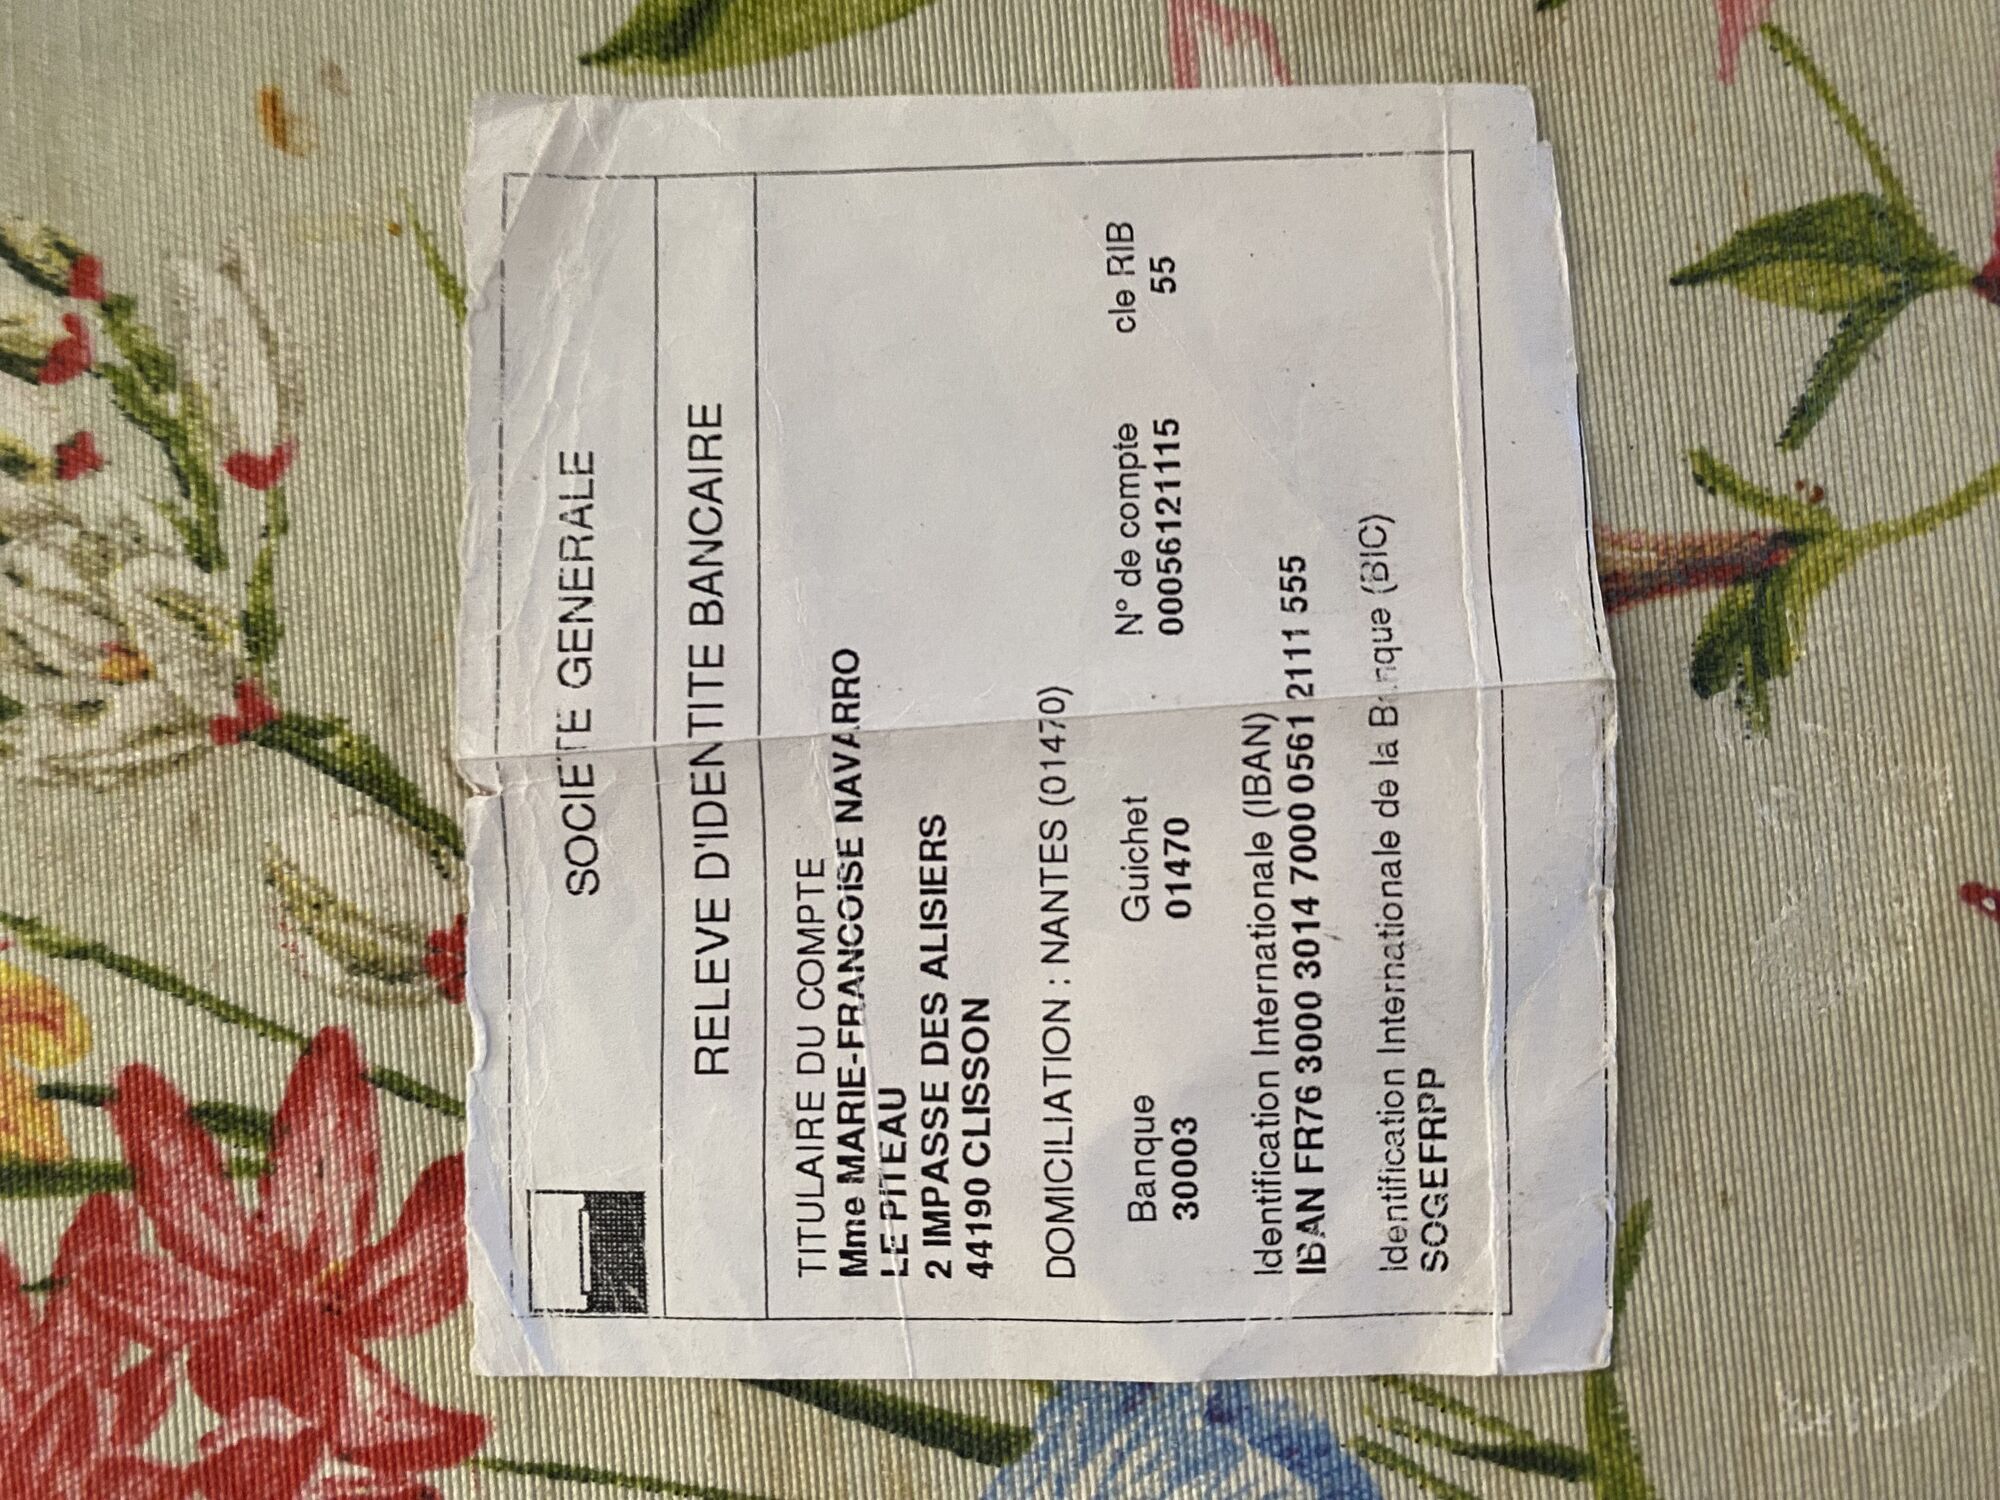 SOCIETE GENERALE
RELEVE D'IDENTITE BANCAIRE
TITULAIRE DU COMPTE
Mme MARIE-FRANCOISE NAVARRO
LE PITEAU
2 IMPASSE DES ALISIERS
44190 CLISSON
DOMICILIATION : NANTES (01470)
Banque Guichet N° de compte cle RIB
30003 01470 00056121115 55
Identification Internationale (IBAN)
IBAN FR76 3000 3014 7000 0561 2111 555
Identification Internationale de la Banque (BIC)
SOGEFRPP